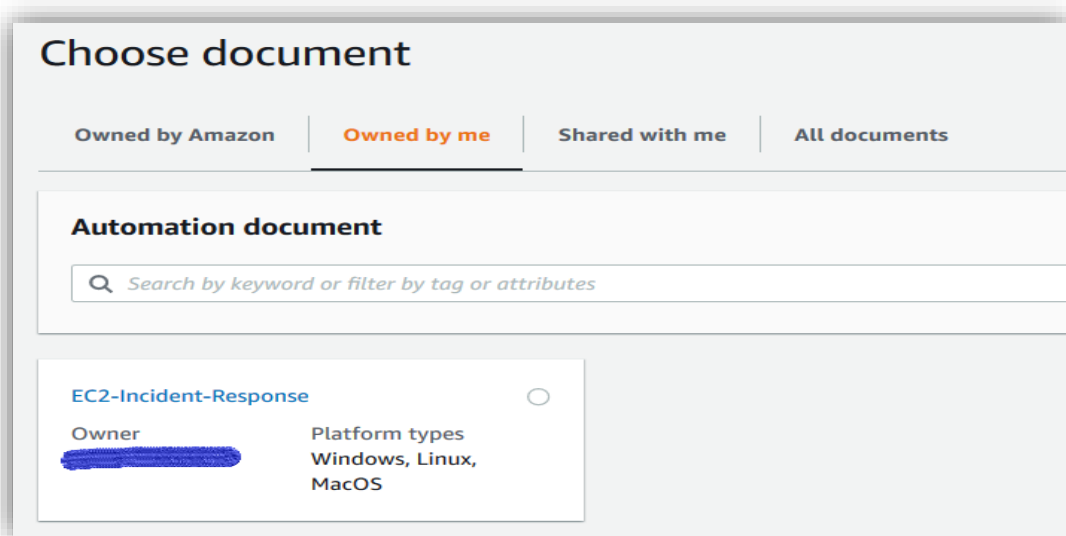 Choose document
Owned by Amazon Owned by me Shared with me All documents
Automation document
Search by keyword or filter by tag or attributes
EC2-Incident-Response
Owner Platform types
Windows, Linux,
MacOS